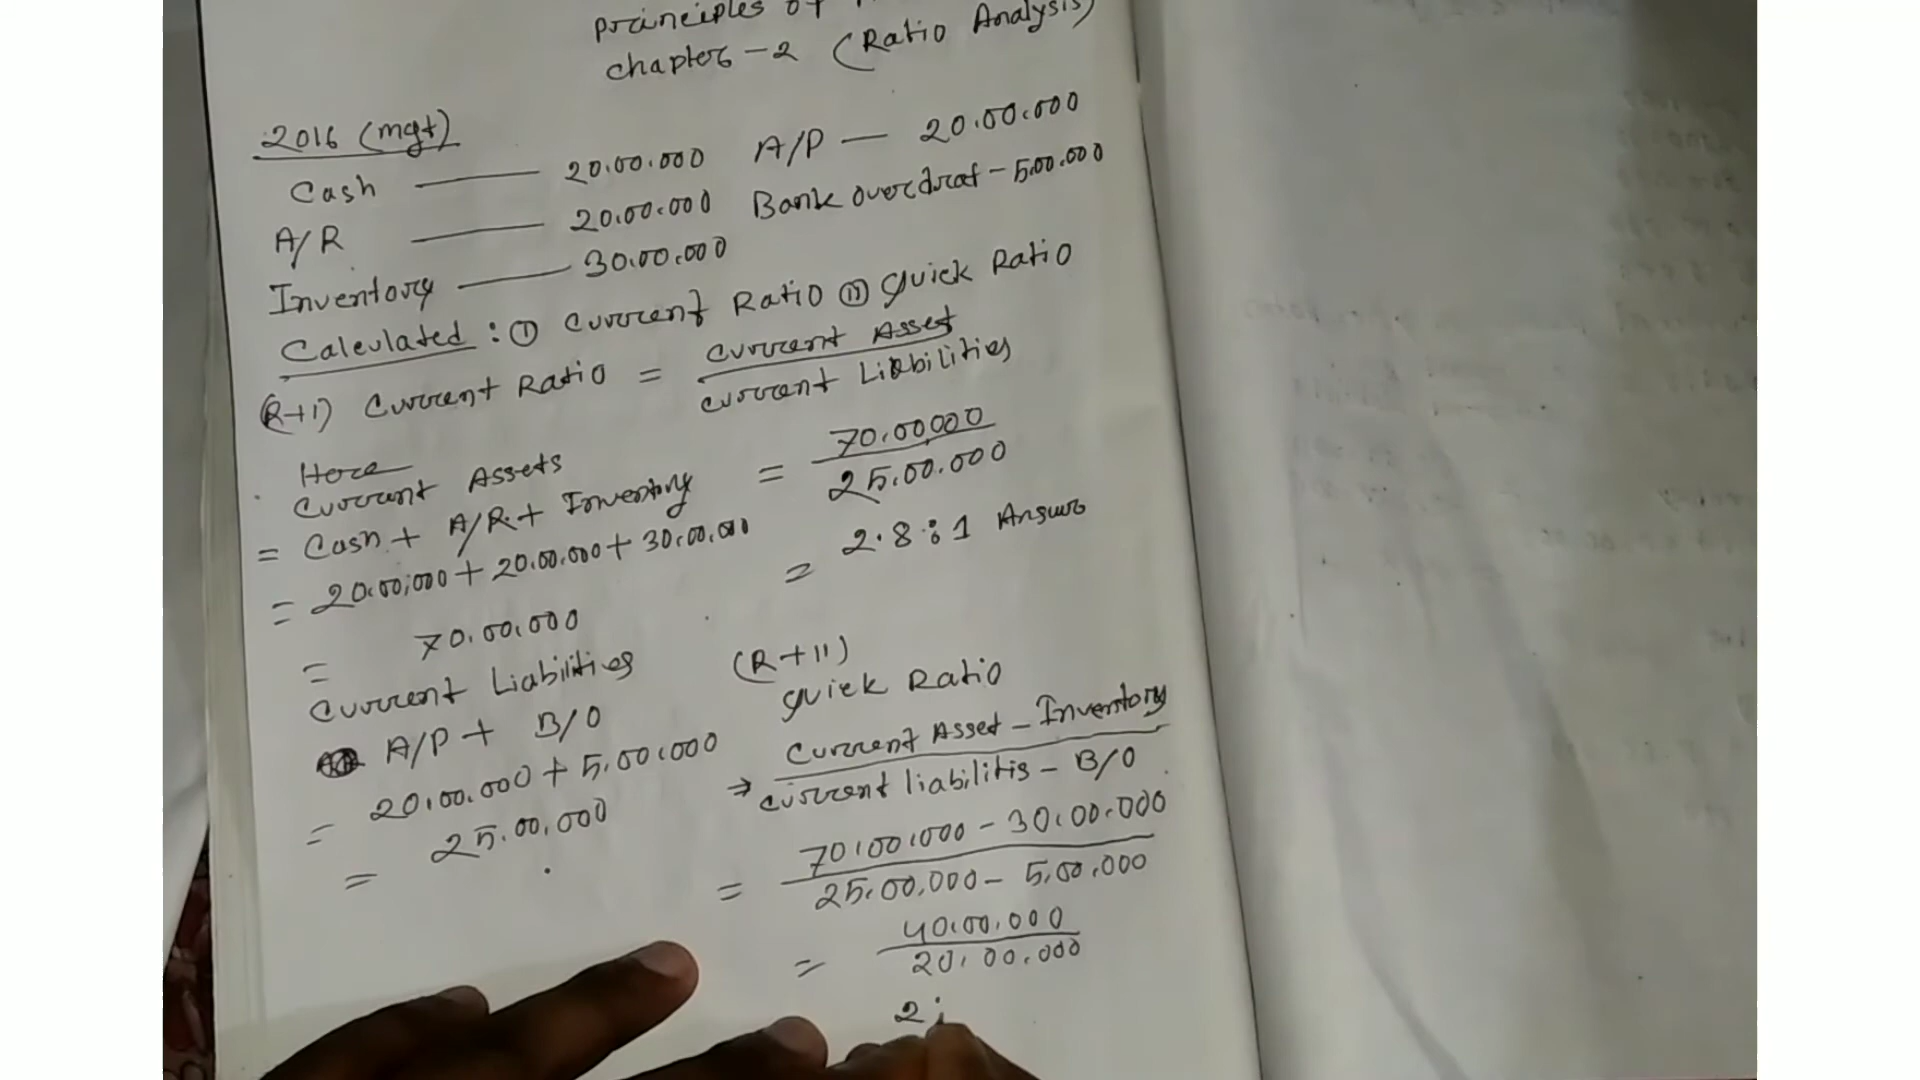 principles of
chapter - 2 (Ratio Analysis)
2016 (mgt)
Cash — 20,00,000 A/P — 20,00,000
A/R — 20,00,000 Bank overdraf - 5,00,000
Inventory — 30,00,000
Calculated : (I) Current Ratio (II) quick Ratio
(R+1) Current Ratio = Current Asset
Current Liabilities
Here
Current Assets
= Cash + A/R + Inventory
= 20,00,000 + 20,00,000 + 30,00,000
= 70,00,000
Current Liabilities
A/P + B/O
= 20,00,000 + 5,00,000
= 25,00,000
= 70,00000
25,00,000
= 2.8:1 Answer
(R+11)
quick Ratio
⇒ Current Asset - Inventory
current liabilitis - B/O
= 70,00,000 - 30,00,000
25,00,000 - 5,00,000
= 40,00,000
20,00,000
2: